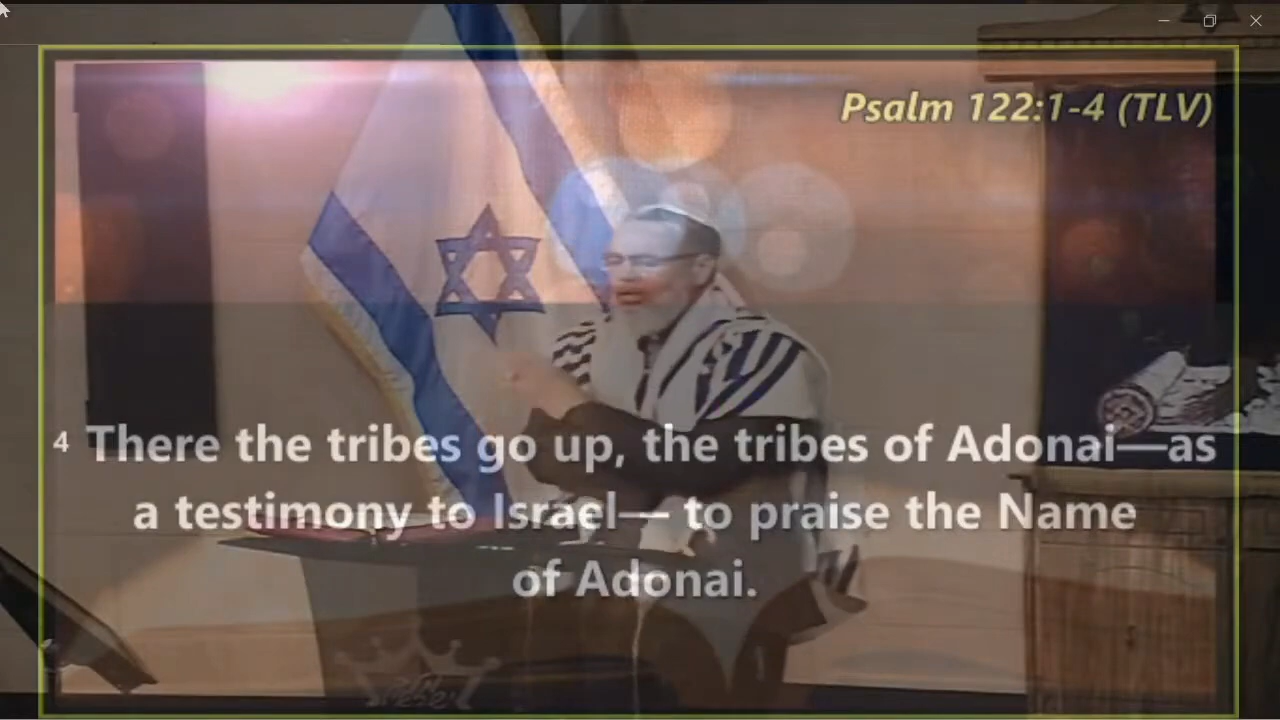 Psalm 122:1-4 (TLV)
4 There the tribes go up, the tribes of Adonai—as
a testimony to Israel— to praise the Name
of Adonai.